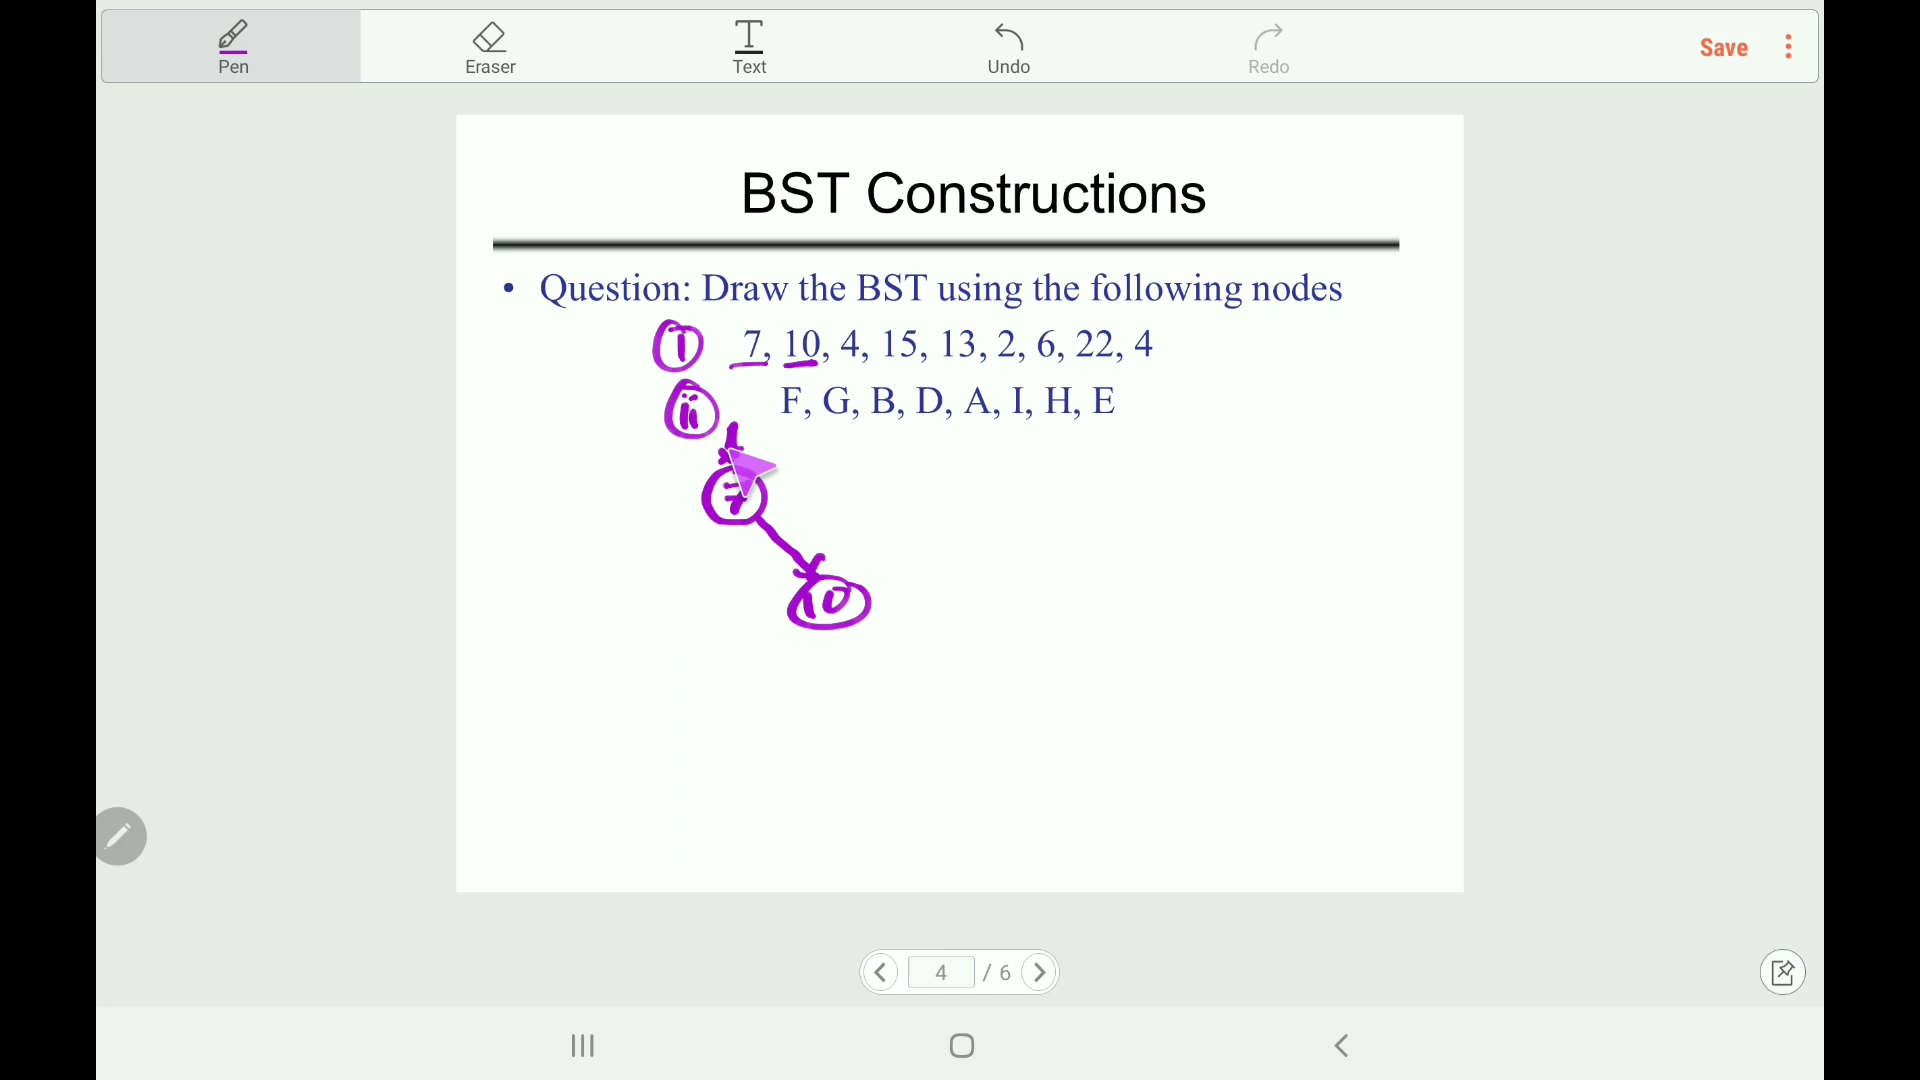 Pen Eraser Text Undo Redo Save
BST Constructions
• Question: Draw the BST using the following nodes
i 7, 10, 4, 15, 13, 2, 6, 22, 4
ii F, G, B, D, A, I, H, E
7
10
4 / 6